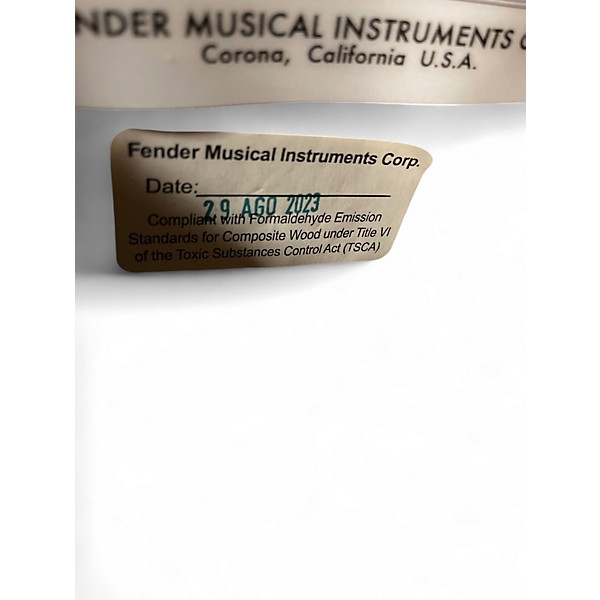 NDER MUSICAL INSTRUMENTS
Corona, California U.S.A.
Fender Musical Instruments Corp.
Date:
29 AGO 2023
Compliant with Formaldehyde Emission
Standards for Composite Wood under Title VI
of the Toxic Substances Control Act (TSCA)